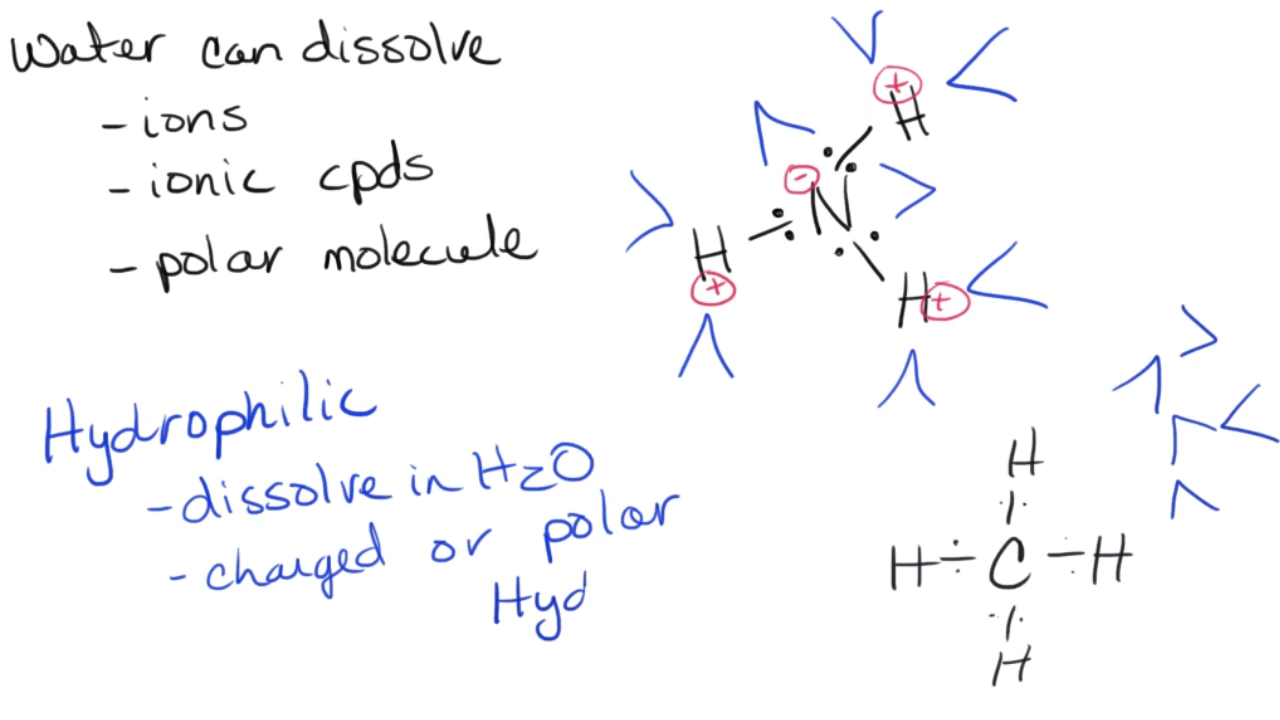 Water can dissolve
- ions
- ionic cpds
- polar molecule
H
+
-
N
H
+
H +
Hydrophilic
- dissolve in H2O
- charged or polar
Hyd
H
H C H
H